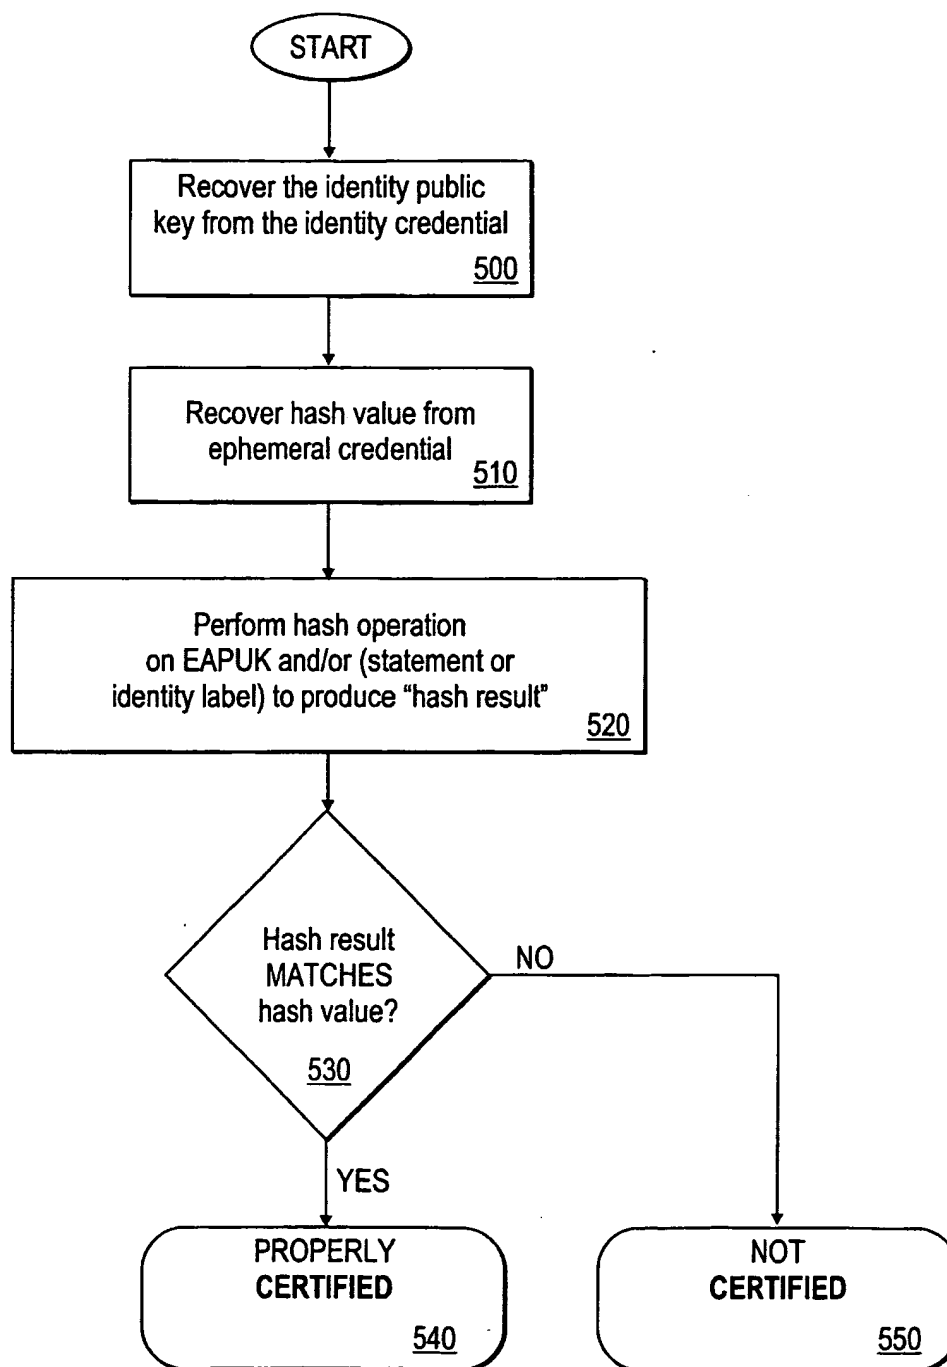 START
Recover the identity public
key from the identity credential
500
Recover hash value from
ephemeral credential
510
Perform hash operation
on EAPUK and/or (statement or
identity label) to produce “hash result”
520
Hash result
MATCHES
hash value?
530
NO
YES
PROPERLY
CERTIFIED
540
NOT
CERTIFIED
550